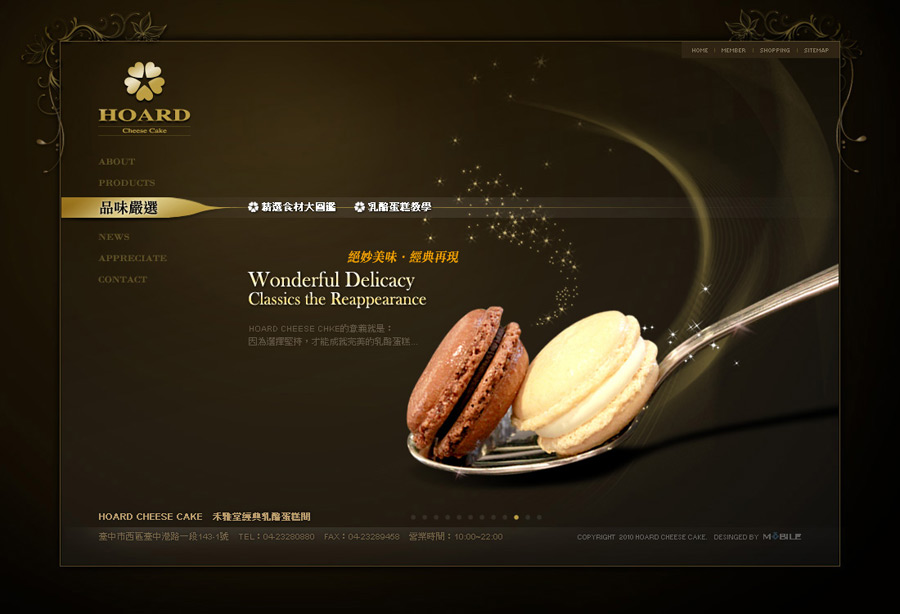 HOME | MEMBER | SHOPPING | SITEMAP
HOARD
Cheese Cake
ABOUT
PRODUCTS
品味嚴選
精選食材大圖鑑 乳酪蛋糕教學
NEWS
APPRECIATE
CONTACT
絕妙美味·經典再現
Wonderful Delicacy
Classics the Reappearance
HOARD CHEESE CHKE的意義就是：
因為選擇堅持，才能成就完美的乳酪蛋糕...
HOARD CHEESE CAKE 禾雅堂經典乳酪蛋糕館
臺中市西區臺中港路一段143-1號 TEL：04-23280880 FAX：04-23289468 營業時間：10:00~22:00
COPYRIGHT 2010 HOARD CHEESE CAKE. DESINGED BY MOBILE